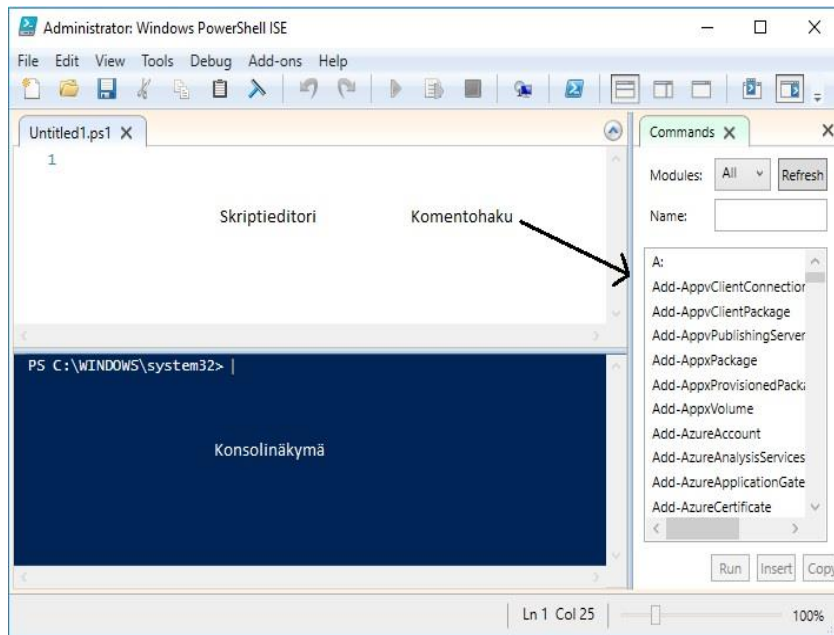 Administrator: Windows PowerShell ISE
File Edit View Tools Debug Add-ons Help
Untitled1.ps1
1
Skriptieditori
Komentohaku
PS C:\WINDOWS\system32>
Konsolinäkymä
Commands
Modules: All Refresh
Name:
A:
Add-AppvClientConnection
Add-AppvClientPackage
Add-AppvPublishingServer
Add-AppxPackage
Add-AppxProvisionedPacka
Add-AppxVolume
Add-AzureAccount
Add-AzureAnalysisServices
Add-AzureApplicationGate
Add-AzureCertificate
Run Insert Copy
Ln 1 Col 25 100%